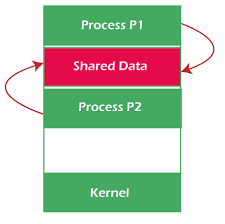 Process P1
Shared Data
Process P2
Kernel